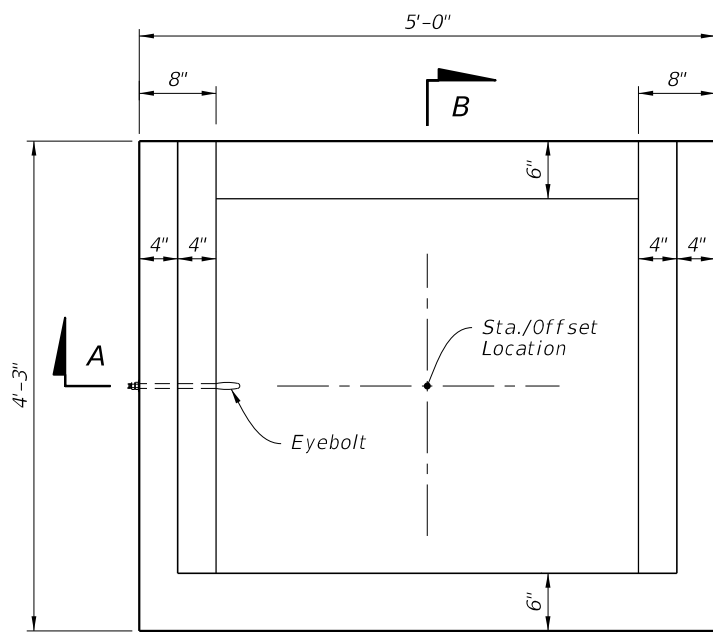 5'-0"
8"
8"
B
6"
4"
4"
4"
4"
Sta./Offset
Location
A
4'-3"
Eyebolt
6"